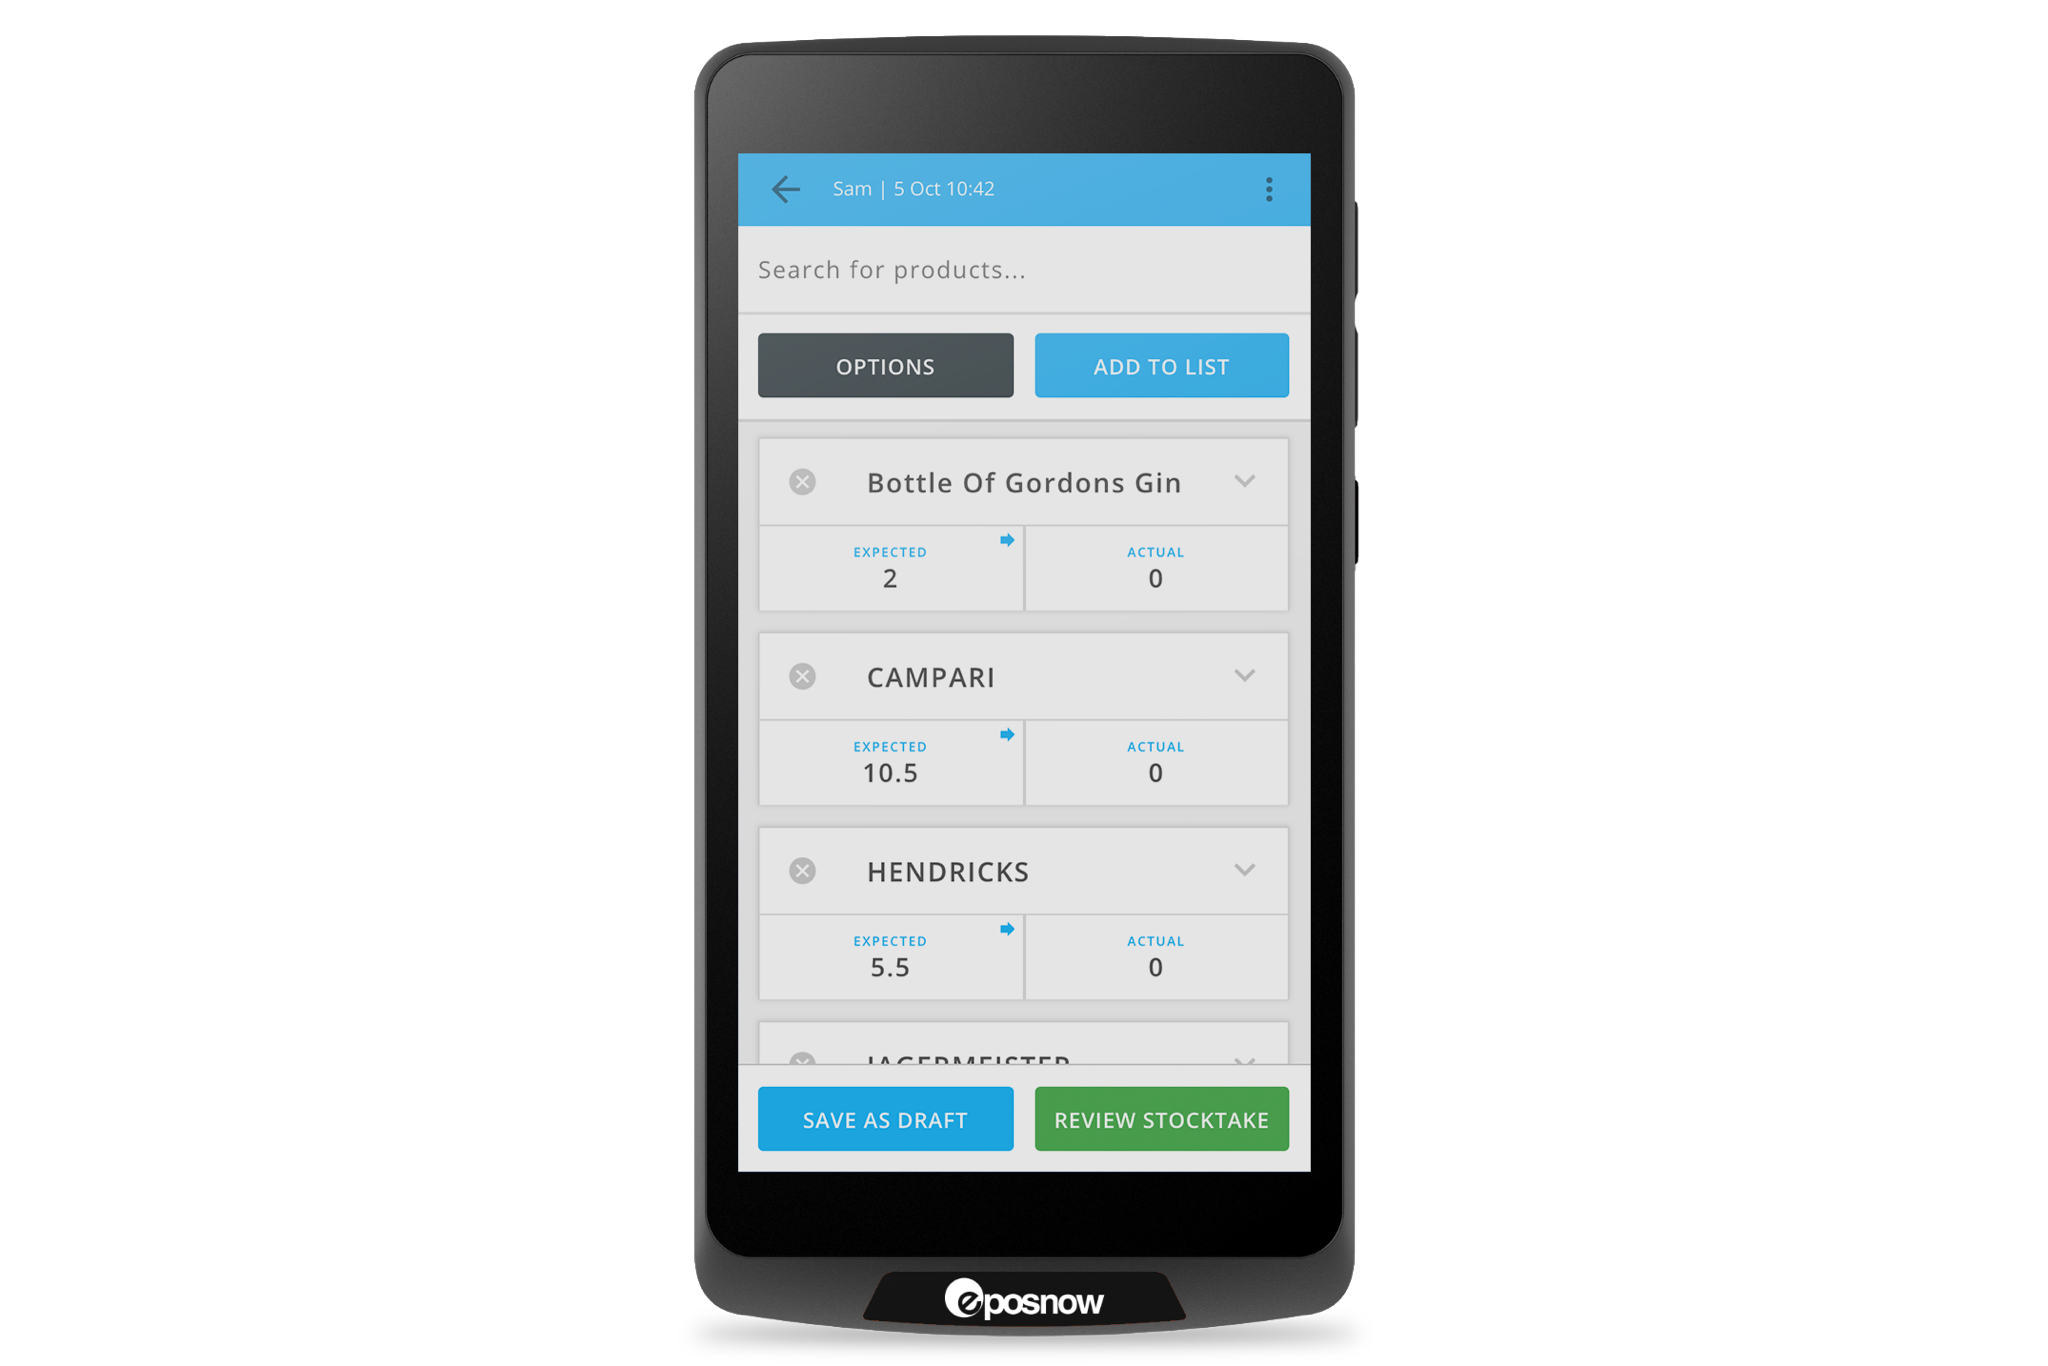 Sam | 5 Oct 10:42
Search for products...
OPTIONS
ADD TO LIST
Bottle Of Gordons Gin
EXPECTED
2
ACTUAL
0
CAMPARI
EXPECTED
10.5
ACTUAL
0
HENDRICKS
EXPECTED
5.5
ACTUAL
0
JAGERMEISTER
SAVE AS DRAFT
REVIEW STOCKTAKE
eposnow